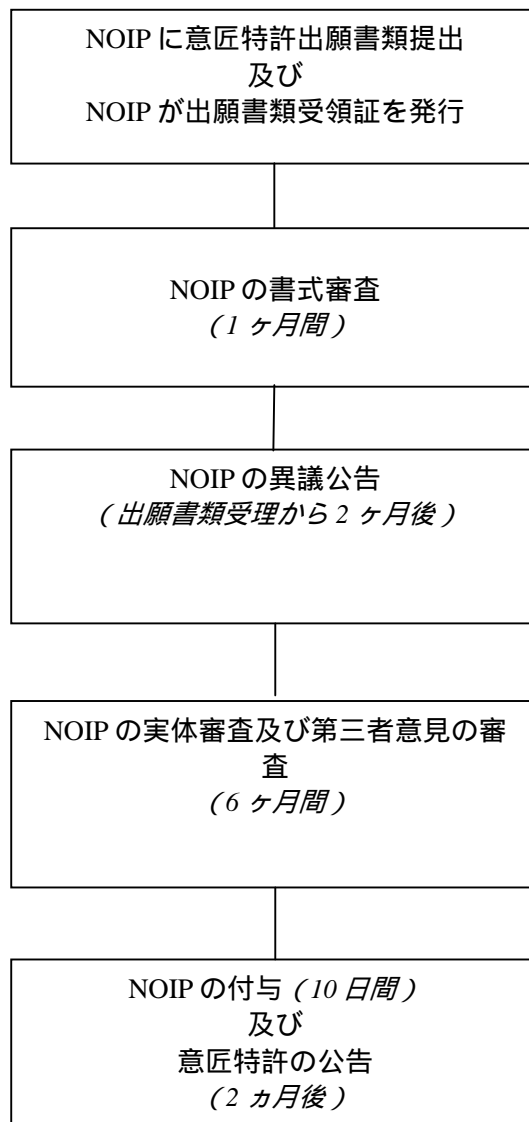 NOIP に意匠特許出願書類提出
及び
NOIP が出願書類受領証を発行
NOIP の書式審査
( 1 ヶ月間 )
NOIP の異議公告
( 出願書類受理から 2 ヶ月後 )
NOIP の実体審査及び第三者意見の審
査
( 6 ヶ月間 )
NOIP の付与 ( 10 日間 )
及び
意匠特許の公告
( 2 ヵ月後 )